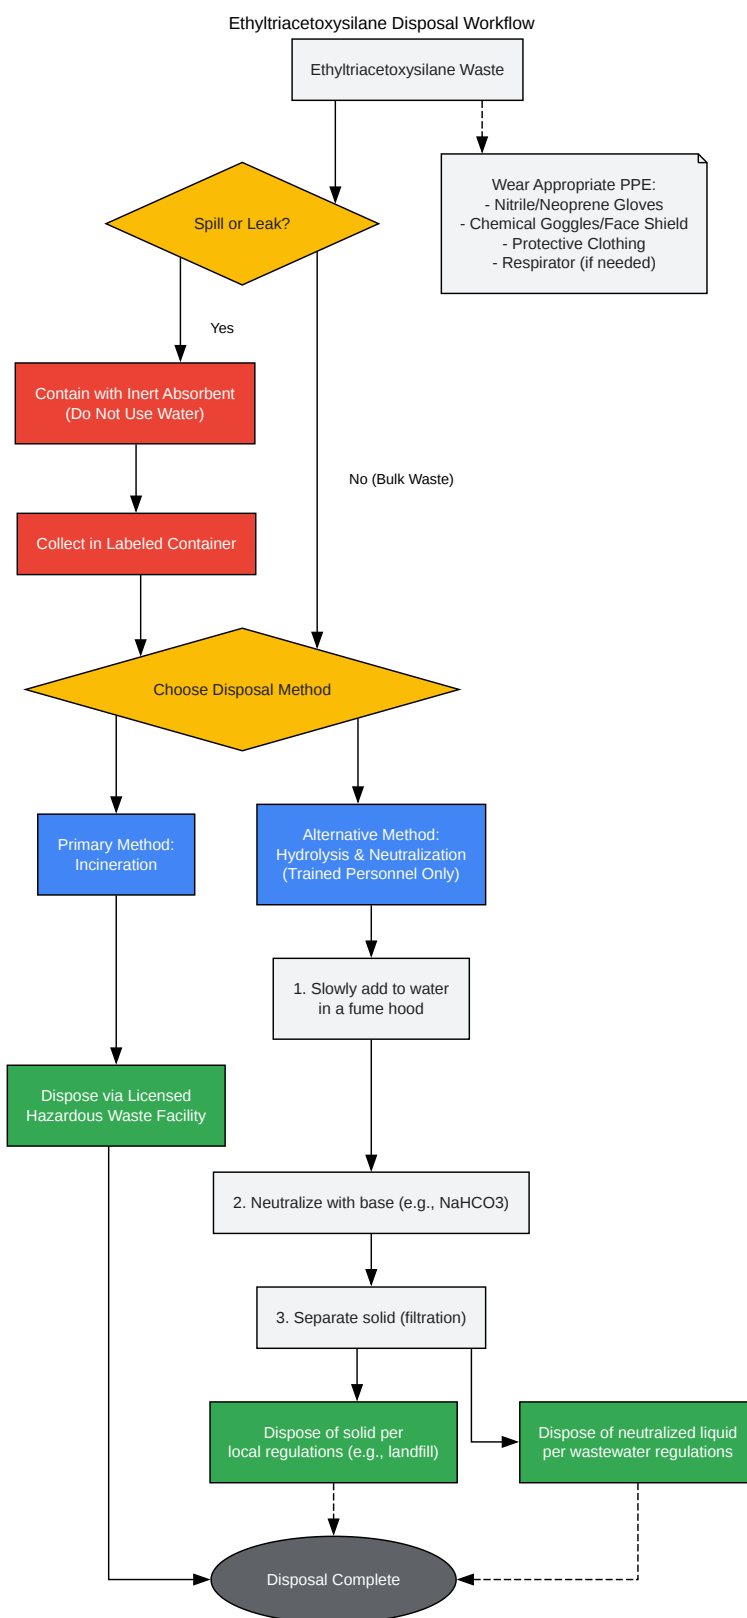 Ethyltriacetoxysilane Disposal Workflow
Ethyltriacetoxysilane Waste
Wear Appropriate PPE:
- Nitrile/Neoprene Gloves
- Chemical Goggles/Face Shield
- Protective Clothing
- Respirator (if needed)
Spill or Leak?
Yes
Contain with Inert Absorbent
(Do Not Use Water)
No (Bulk Waste)
Collect in Labeled Container
Choose Disposal Method
Primary Method:
Incineration
Alternative Method:
Hydrolysis & Neutralization
(Trained Personnel Only)
1. Slowly add to water
in a fume hood
Dispose via Licensed
Hazardous Waste Facility
2. Neutralize with base (e.g., NaHCO3)
3. Separate solid (filtration)
Dispose of solid per
local regulations (e.g., landfill)
Dispose of neutralized liquid
per wastewater regulations
Disposal Complete